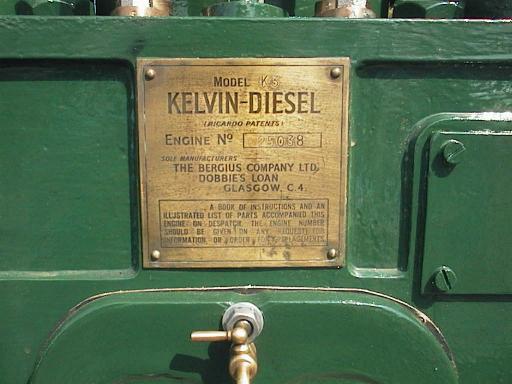 MODEL K5
KELVIN-DIESEL
(RICARDO PATENTS)
ENGINE Nº 25038
SOLE MANUFACTURERS
THE BERGIUS COMPANY LTD.
DOBBIE'S LOAN
GLASGOW, C.4.
A BOOK OF INSTRUCTIONS AND AN
ILLUSTRATED LIST OF PARTS ACCOMPANIED THIS
ENGINE ON DESPATCH. THE ENGINE NUMBER
SHOULD BE GIVEN ON ANY REQUEST FOR
INFORMATION, OR ORDER FOR REPLACEMENTS.